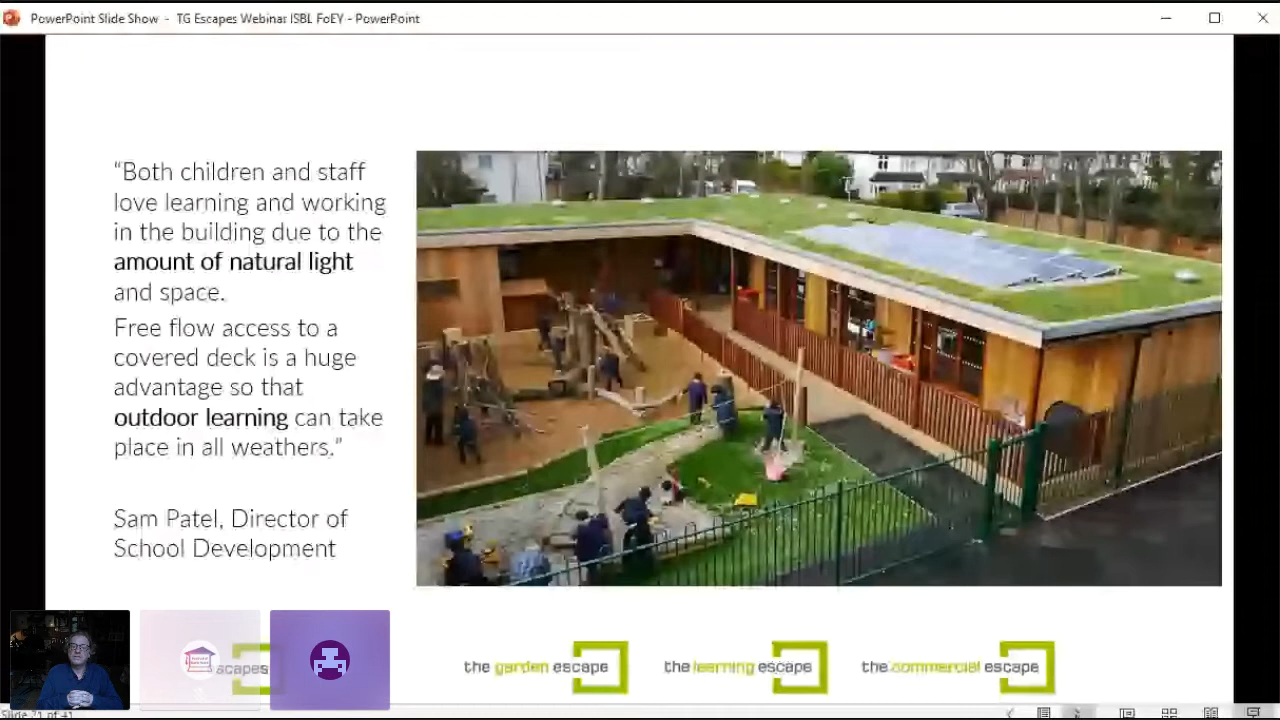 PowerPoint Slide Show - TG Escapes Webinar ISBL FoEY - PowerPoint
“Both children and staff
love learning and working
in the building due to the
amount of natural light
and space.
Free flow access to a
covered deck is a huge
advantage so that
outdoor learning can take
place in all weathers.”
Sam Patel, Director of
School Development
the garden escape
the learning escape
the commercial escape